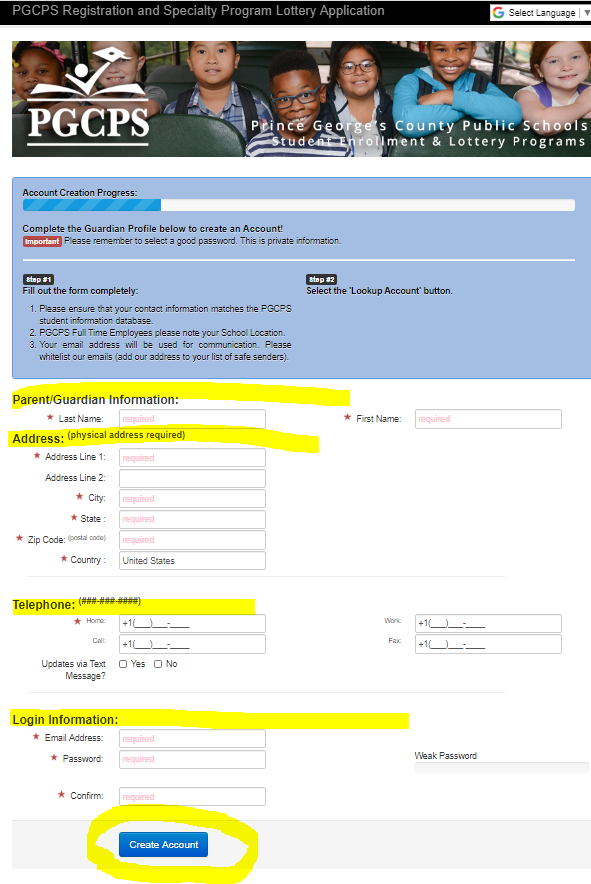 PGCPS Registration and Specialty Program Lottery Application
Select Language
PGCPS
Prince George's County Public Schools
Student Enrollment & Lottery Programs
Account Creation Progress:
Complete the Guardian Profile below to create an Account!
Important Please remember to select a good password. This is private information.
Step #1 Step #2
Fill out the form completely: Select the 'Lookup Account' button.
1. Please ensure that your contact information matches the PGCPS
student information database.
2. PGCPS Full Time Employees please note your School Location.
3. Your email address will be used for communication. Please
whitelist our emails (add our address to your list of safe senders).
Parent/Guardian Information:
* Last Name: required * First Name: required
Address: (physical address required)
* Address Line 1: required
Address Line 2:
* City: required
* State : required
* Zip Code: (postal code) required
* Country : United States
Telephone: (###-###-####)
* Home: +1(___)___-____ Work: +1(___)___-____
Cell: +1(___)___-____ Fax: +1(___)___-____
Updates via Text Yes No
Message?
Login Information:
* Email Address: required
* Password: required Weak Password
* Confirm: required
Create Account